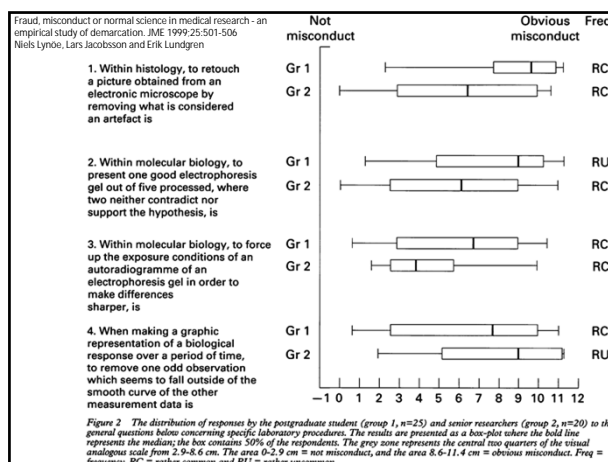 Fraud, misconduct or normal science in medical research - an
empirical study of demarcation. JME 1999;25:501-506
Niels Lynöe, Lars Jacobsson and Erik Lundgren
Not
misconduct
Obvious
misconduct
Freq
1. Within histology, to retouch
a picture obtained from an
electronic microscope by
removing what is considered
an artefact is
Gr 1
RC
Gr 2
RC
2. Within molecular biology, to
present one good electrophoresis
gel out of five processed, where
two neither contradict nor
support the hypothesis, is
Gr 1
RU
Gr 2
RC
3. Within molecular biology, to force
up the exposure conditions of an
autoradiogramme of an
electrophoresis gel in order to
make differences
sharper, is
Gr 1
RC
Gr 2
RC
4. When making a graphic
representation of a biological
response over a period of time,
to remove one odd observation
which seems to fall outside of the
smooth curve of the other
measurement data is
Gr 1
RC
Gr 2
RU
–1 0 1 2 3 4 5 6 7 8 9 10 11 12
Figure 2 The distribution of responses by the postgraduate student (group 1, n=25) and senior researchers (group 2, n=20) to the
general questions below concerning specific laboratory procedures. The results are presented as a box-plot where the bold line
represents the median; the box contains 50% of the respondents. The grey zone represents the central two quarters of the visual
analogous scale from 2.9-8.6 cm. The area 0-2.9 cm = not misconduct, and the area 8.6-11.4 cm = obvious misconduct. Freq =
frequency, RC = rather common and RU = rather uncommon.